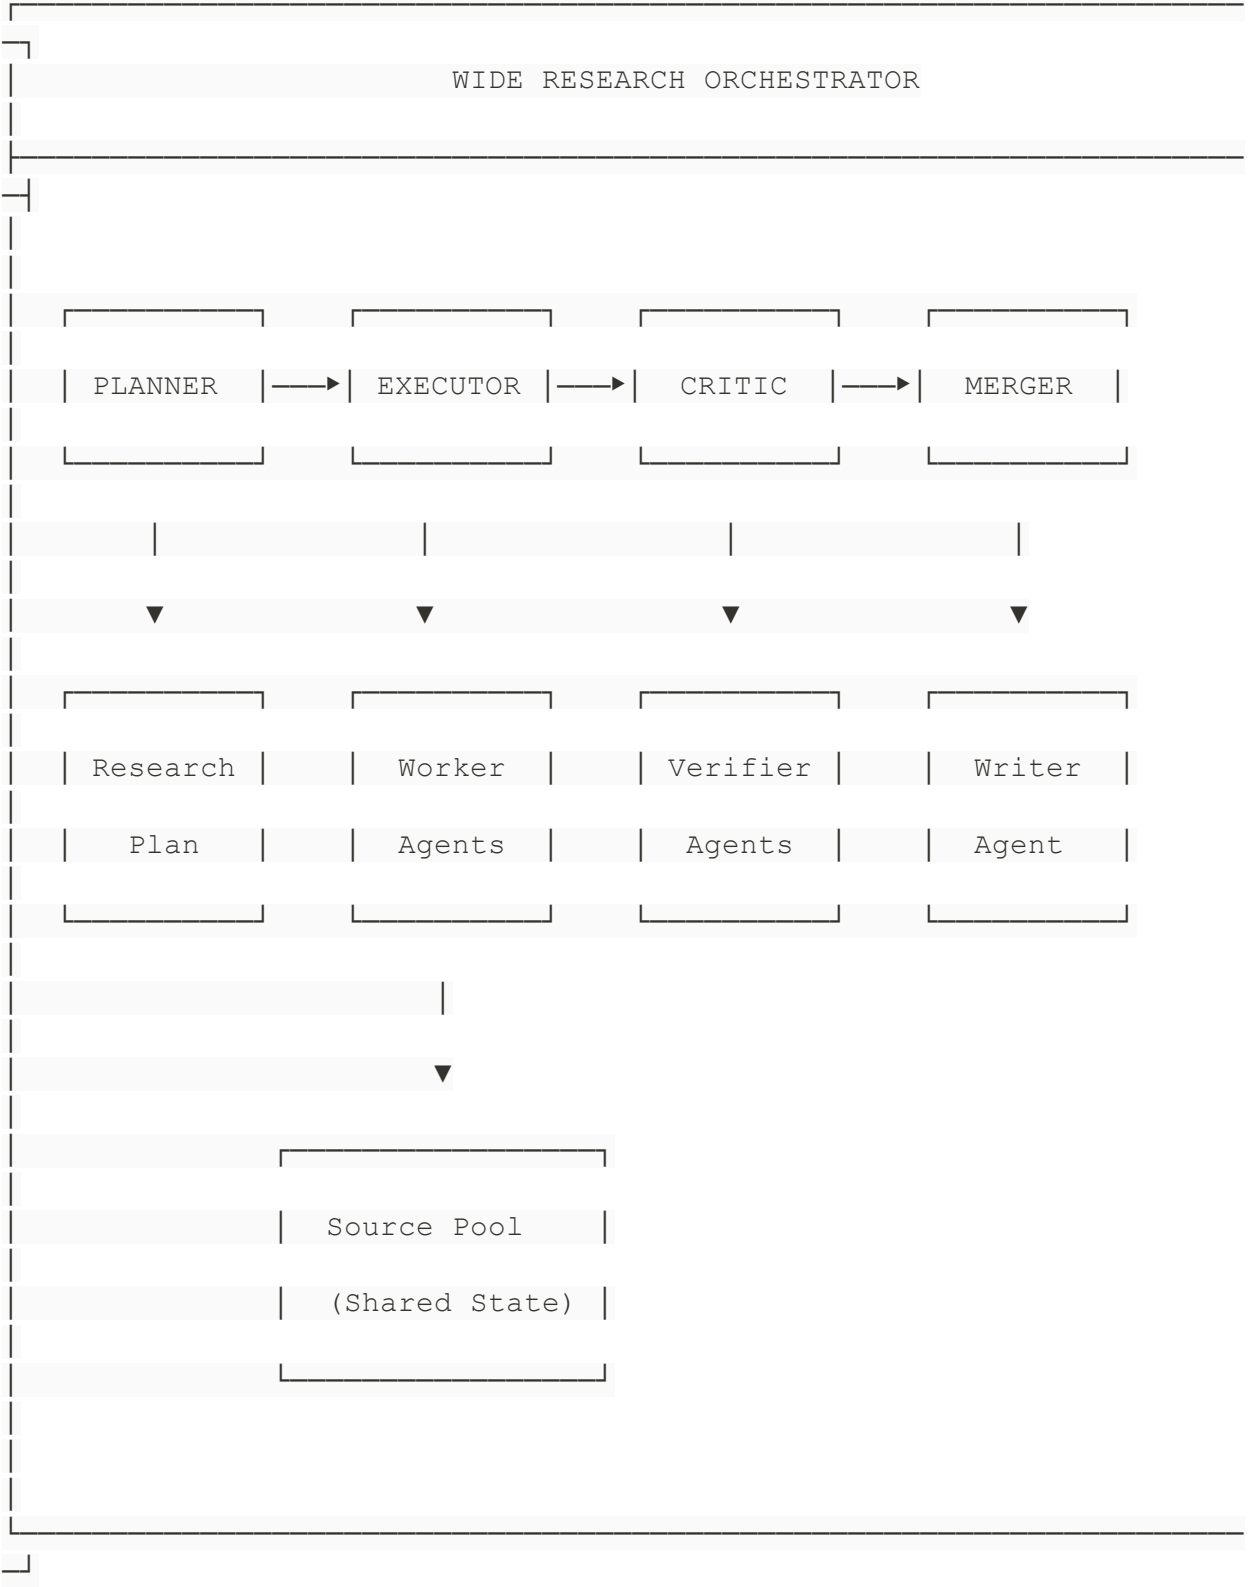 WIDE RESEARCH ORCHESTRATOR
PLANNER EXECUTOR CRITIC MERGER
Research Worker Verifier Writer
Plan Agents Agents Agent
Source Pool
(Shared State)